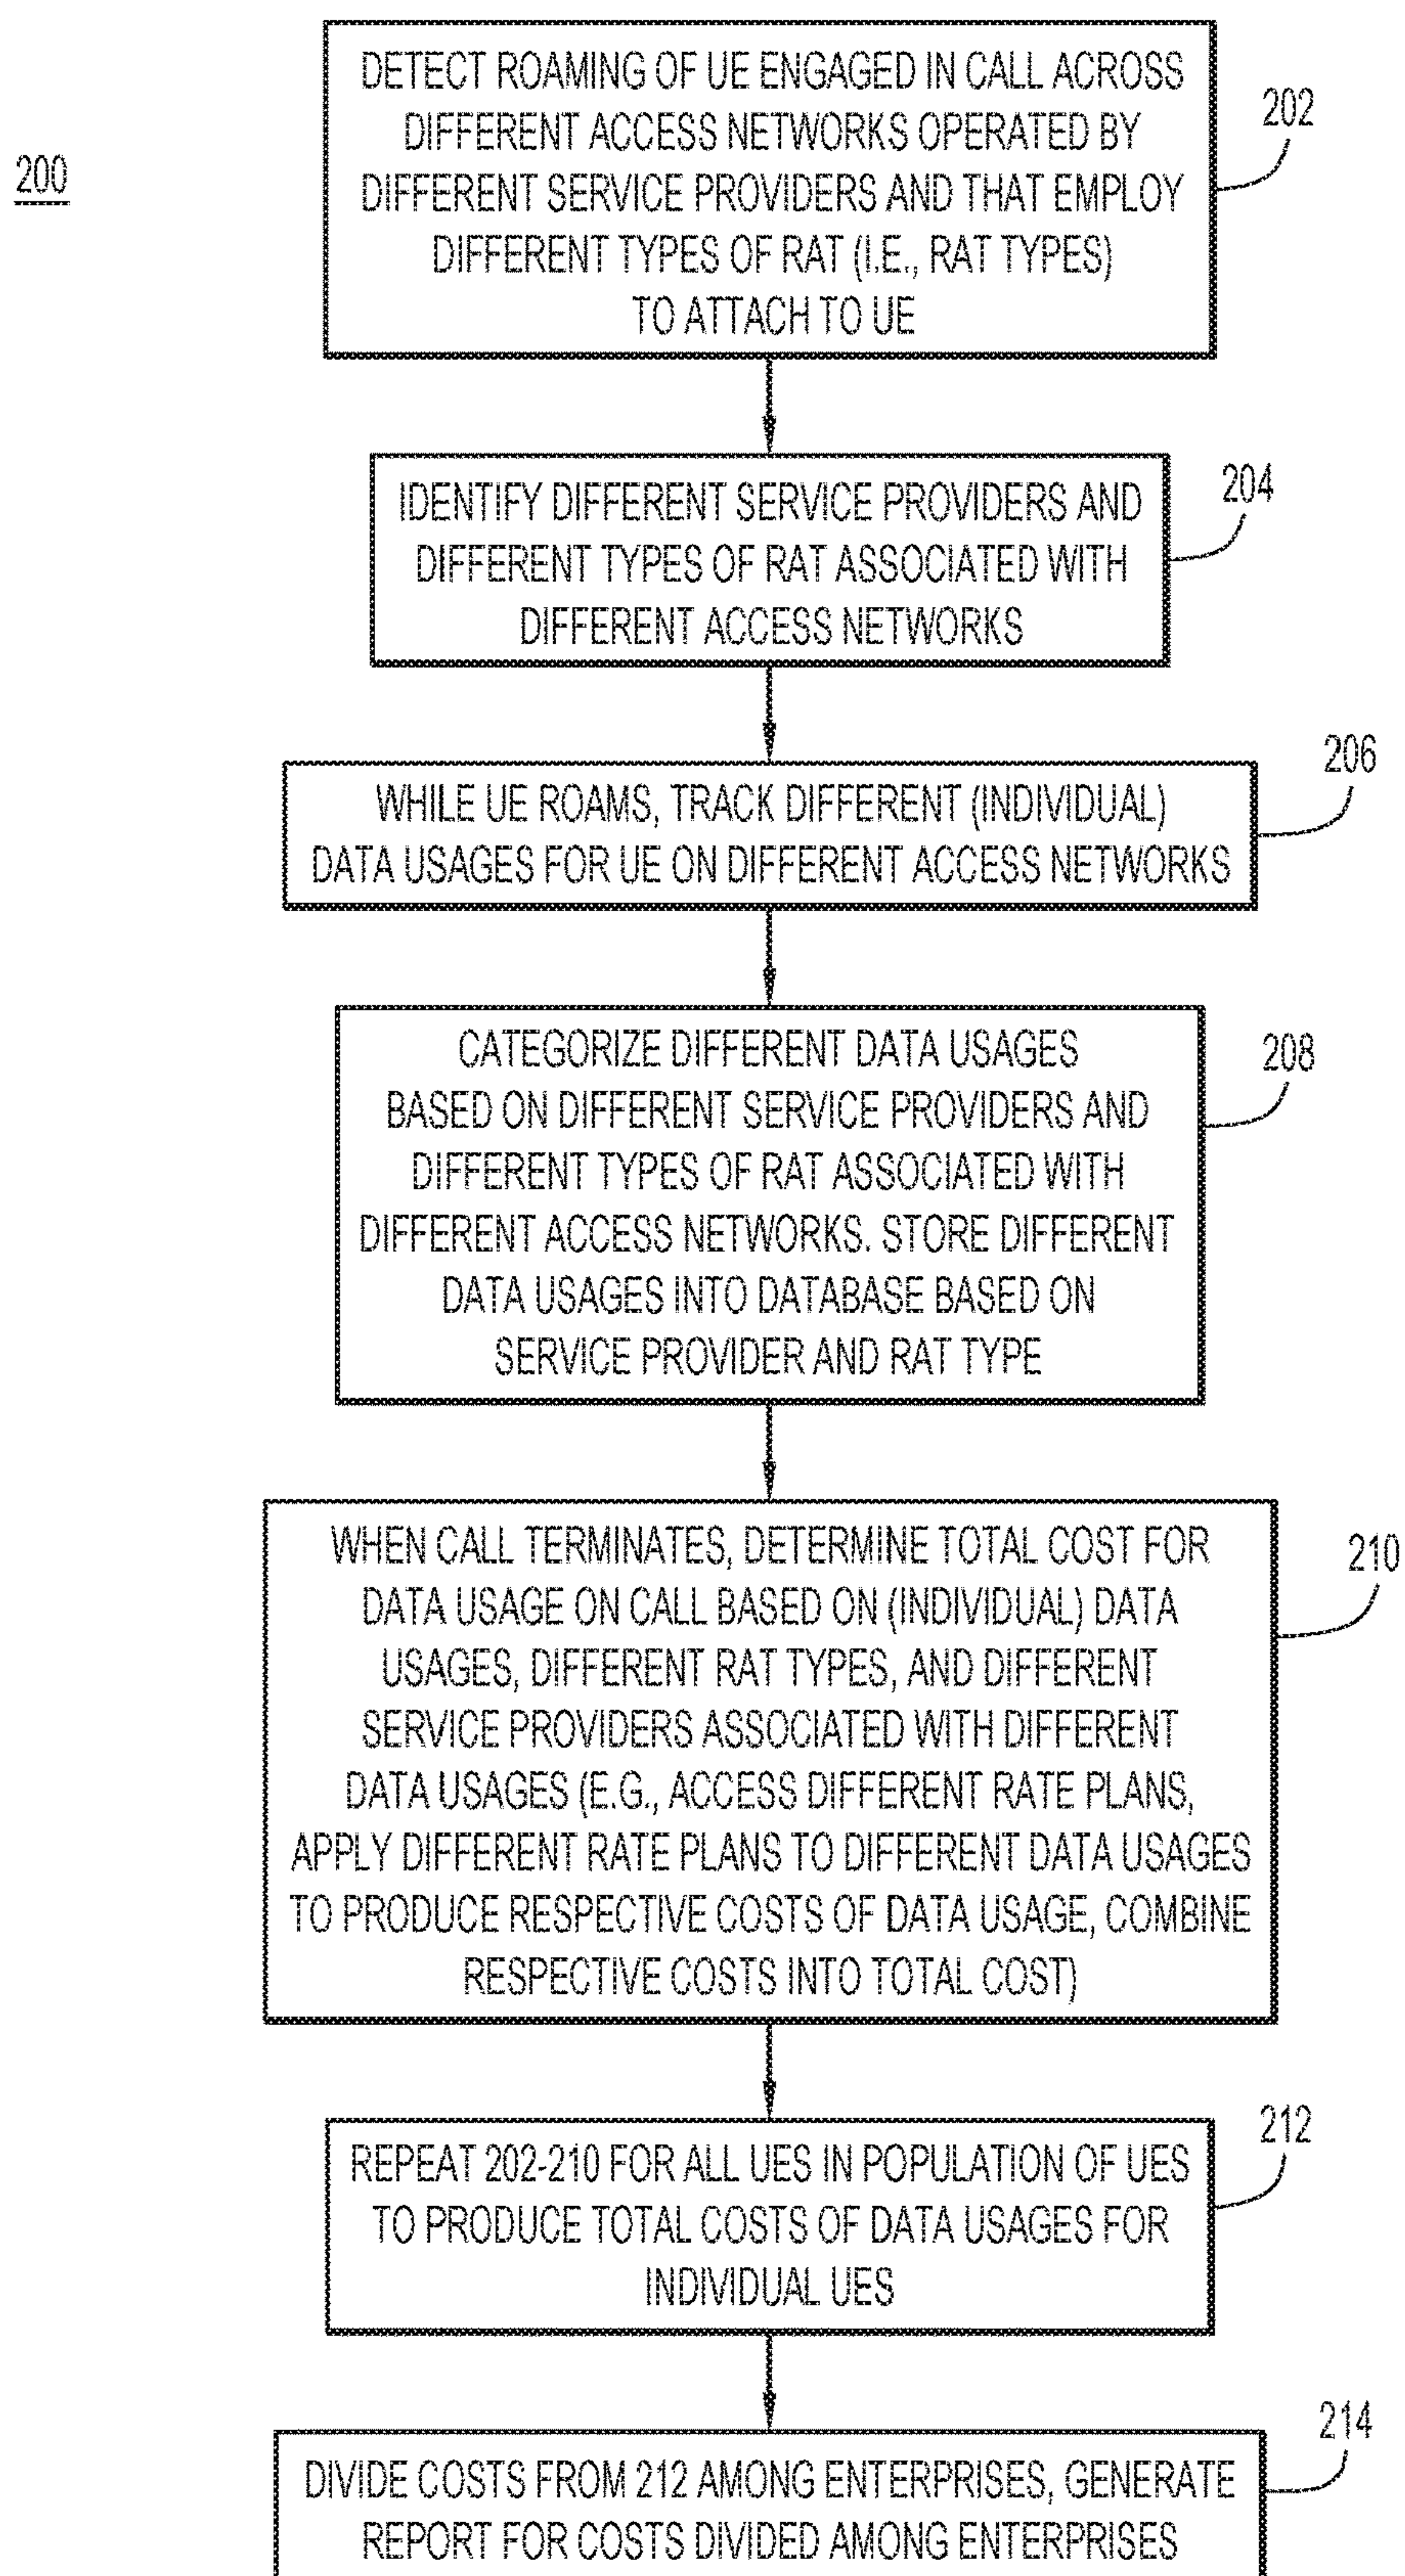 200
DETECT ROAMING OF UE ENGAGED IN CALL ACROSS
DIFFERENT ACCESS NETWORKS OPERATED BY
DIFFERENT SERVICE PROVIDERS AND THAT EMPLOY
DIFFERENT TYPES OF RAT (I.E., RAT TYPES)
TO ATTACH TO UE
202
IDENTIFY DIFFERENT SERVICE PROVIDERS AND
DIFFERENT TYPES OF RAT ASSOCIATED WITH
DIFFERENT ACCESS NETWORKS
204
WHILE UE ROAMS, TRACK DIFFERENT (INDIVIDUAL)
DATA USAGES FOR UE ON DIFFERENT ACCESS NETWORKS
206
CATEGORIZE DIFFERENT DATA USAGES
BASED ON DIFFERENT SERVICE PROVIDERS AND
DIFFERENT TYPES OF RAT ASSOCIATED WITH
DIFFERENT ACCESS NETWORKS. STORE DIFFERENT
DATA USAGES INTO DATABASE BASED ON
SERVICE PROVIDER AND RAT TYPE
208
WHEN CALL TERMINATES, DETERMINE TOTAL COST FOR
DATA USAGE ON CALL BASED ON (INDIVIDUAL) DATA
USAGES, DIFFERENT RAT TYPES, AND DIFFERENT
SERVICE PROVIDERS ASSOCIATED WITH DIFFERENT
DATA USAGES (E.G., ACCESS DIFFERENT RATE PLANS,
APPLY DIFFERENT RATE PLANS TO DIFFERENT DATA USAGES
TO PRODUCE RESPECTIVE COSTS OF DATA USAGE, COMBINE
RESPECTIVE COSTS INTO TOTAL COST)
210
REPEAT 202-210 FOR ALL UES IN POPULATION OF UES
TO PRODUCE TOTAL COSTS OF DATA USAGES FOR
INDIVIDUAL UES
212
DIVIDE COSTS FROM 212 AMONG ENTERPRISES, GENERATE
REPORT FOR COSTS DIVIDED AMONG ENTERPRISES
214